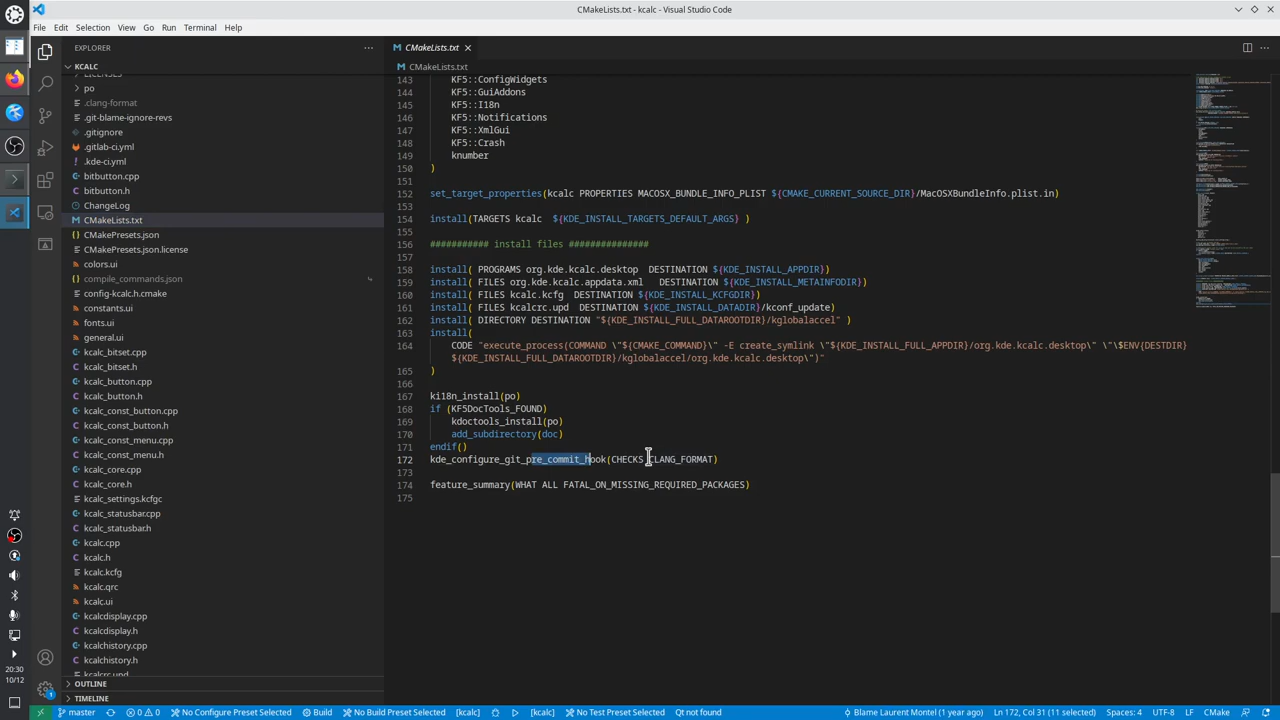 CMakeLists.txt - kcalc - Visual Studio Code
File Edit Selection View Go Run Terminal Help
EXPLORER
KCALC
LICENSES
po
.clang-format
.git-blame-ignore-revs
.gitignore
.gitlab-ci.yml
.kde-ci.yml
bitbutton.cpp
bitbutton.h
ChangeLog
CMakeLists.txt
CMakePresets.json
CMakePresets.json.license
colors.ui
compile_commands.json
config-kcalc.h.cmake
constants.ui
fonts.ui
general.ui
kcalc_bitset.cpp
kcalc_bitset.h
kcalc_button.cpp
kcalc_button.h
kcalc_const_button.cpp
kcalc_const_button.h
kcalc_const_menu.cpp
kcalc_const_menu.h
kcalc_core.cpp
kcalc_core.h
kcalc_settings.kcfgc
kcalc_statusbar.cpp
kcalc_statusbar.h
kcalc.cpp
kcalc.h
kcalc.kcfg
kcalc.qrc
kcalc.ui
kcalcdisplay.cpp
kcalcdisplay.h
kcalchistory.cpp
kcalchistory.h
kcalcrc.upd
OUTLINE
TIMELINE
CMakeLists.txt
CMakeLists.txt
143 KF5::ConfigWidgets
144 KF5::GuiAddons
145 KF5::I18n
146 KF5::Notifications
147 KF5::XmlGui
148 KF5::Crash
149 knumber
150 )
151
152 set_target_properties(kcalc PROPERTIES MACOSX_BUNDLE_INFO_PLIST ${CMAKE_CURRENT_SOURCE_DIR}/MacOSXBundleInfo.plist.in)
153
154 install(TARGETS kcalc  ${KDE_INSTALL_TARGETS_DEFAULT_ARGS} )
155
156 ########### install files ###############
157
158 install( PROGRAMS org.kde.kcalc.desktop  DESTINATION ${KDE_INSTALL_APPDIR})
159 install( FILES org.kde.kcalc.appdata.xml   DESTINATION ${KDE_INSTALL_METAINFODIR})
160 install( FILES kcalc.kcfg  DESTINATION ${KDE_INSTALL_KCFGDIR})
161 install( FILES kcalcrc.upd  DESTINATION ${KDE_INSTALL_DATADIR}/kconf_update)
162 install( DIRECTORY DESTINATION "${KDE_INSTALL_FULL_DATAROOTDIR}/kglobalaccel" )
163 install(
164 CODE "execute_process(COMMAND \"${CMAKE_COMMAND}\" -E create_symlink \"${KDE_INSTALL_FULL_APPDIR}/org.kde.kcalc.desktop\" \"\$ENV{DESTDIR}
${KDE_INSTALL_FULL_DATAROOTDIR}/kglobalaccel/org.kde.kcalc.desktop\")"
165 )
166
167 ki18n_install(po)
168 if (KF5DocTools_FOUND)
169 kdoctools_install(po)
170 add_subdirectory(doc)
171 endif()
172 kde_configure_git_pre_commit_hook(CHECKS CLANG_FORMAT)
173
174 feature_summary(WHAT ALL FATAL_ON_MISSING_REQUIRED_PACKAGES)
175
20:30
10/12
1
master 0 0 No Configure Preset Selected Build No Build Preset Selected [kcalc] [kcalc] No Test Preset Selected Qt not found Blame Laurent Montel (1 year ago) Ln 172, Col 31 (11 selected) Spaces: 4 UTF-8 LF CMake